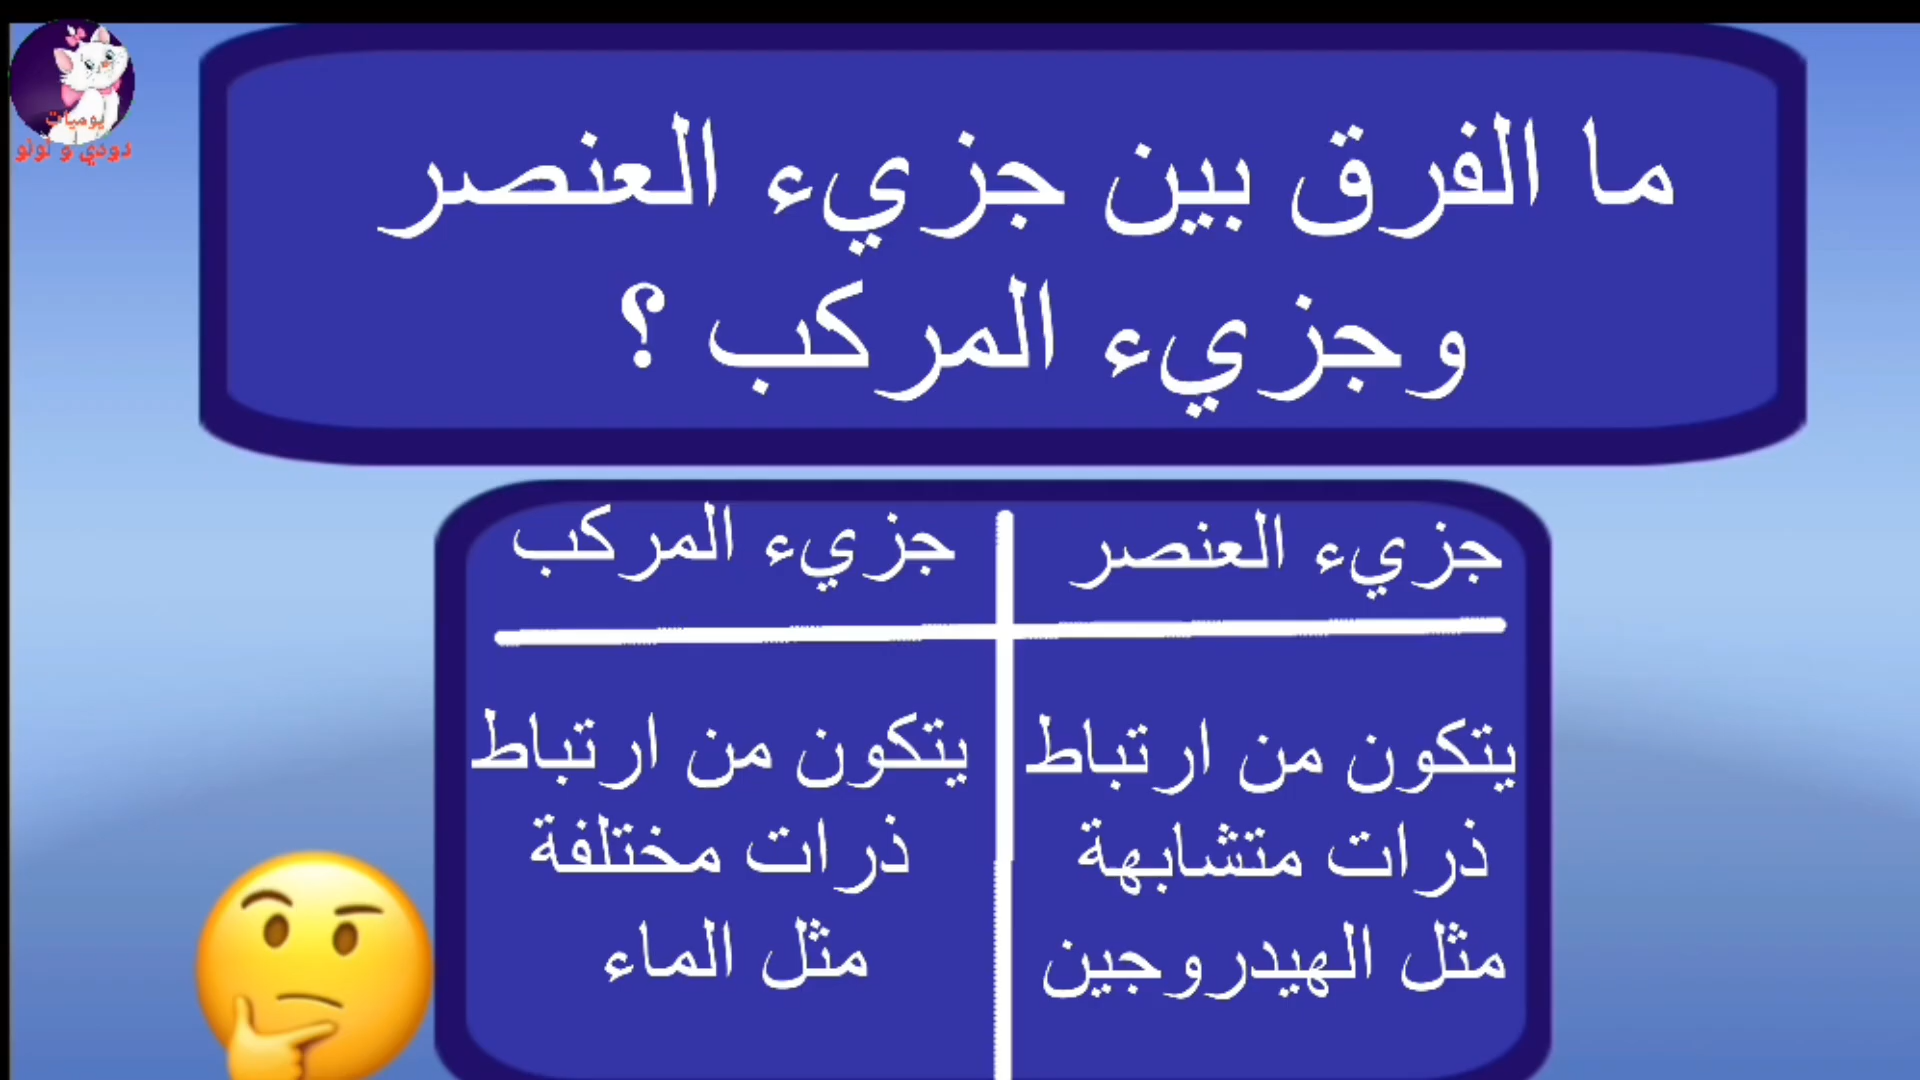 يوميات
دودي و لولو
ما الفرق بين جزيء العنصر
وجزيء المركب ؟
جزيء العنصر
يتكون من ارتباط
ذرات متشابهة
مثل الهيدروجين
جزيء المركب
يتكون من ارتباط
ذرات مختلفة
مثل الماء